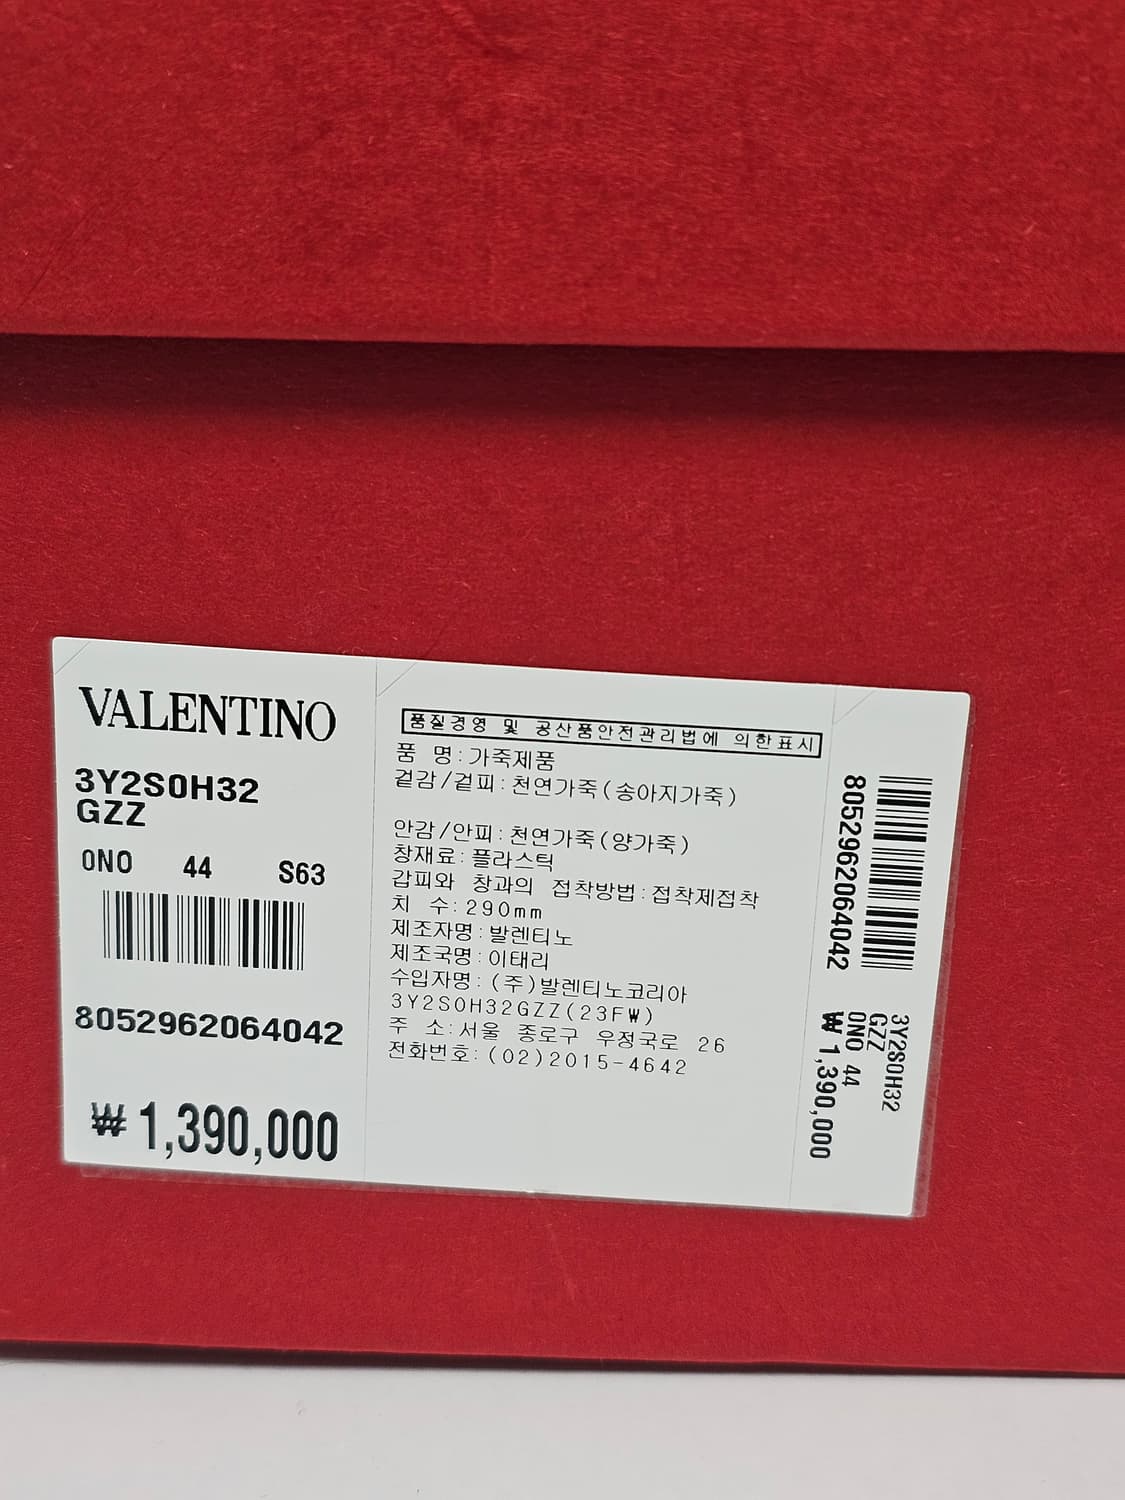 VALENTINO
3Y2S0H32
GZZ
0NO 44 S63
8052962064042
₩ 1,390,000
품질경영 및 공산품안전관리법에 의한표시
품 명:가죽제품
겉감/겉피:천연가죽(송아지가죽)
안감/안피:천연가죽(양가죽)
창재료:플라스틱
갑피와 창과의 접착방법:접착제접착
치 수:290mm
제조자명:발렌티노
제조국명:이태리
수입자명:(주)발렌티노코리아
3Y2S0H32GZZ(23F₩)
주 소:서울 종로구 우정국로 26
전화번호:(02)2015-4642
8052962064042
3Y2S0H32
GZZ
0NO 44
₩ 1,390,000